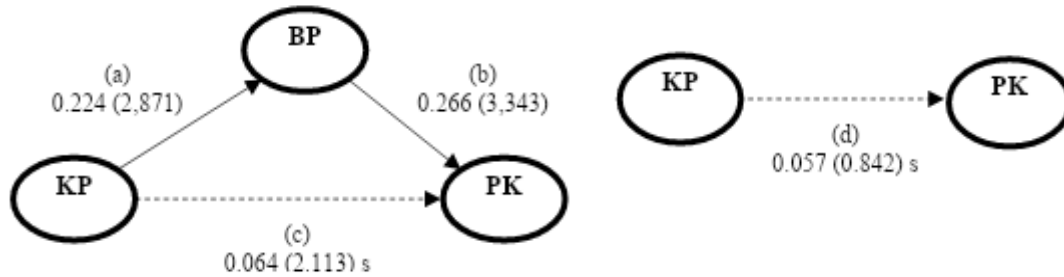 BP
(a)
0.224 (2,871)
(b)
0.266 (3,343)
KP
PK
(c)
0.064 (2.113) s
KP
PK
(d)
0.057 (0.842) s